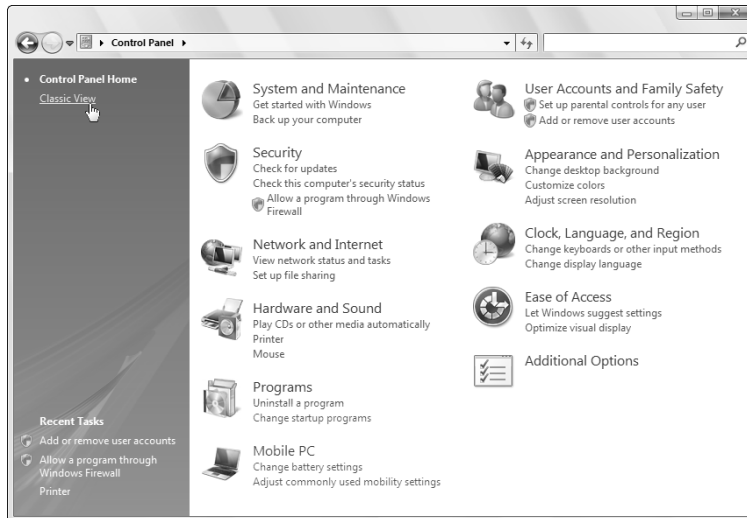 Control Panel
Control Panel Home
Classic View
System and Maintenance
Get started with Windows
Back up your computer
Security
Check for updates
Check this computer's security status
Allow a program through Windows
Firewall
Network and Internet
View network status and tasks
Set up file sharing
Hardware and Sound
Play CDs or other media automatically
Printer
Mouse
Programs
Uninstall a program
Change startup programs
Mobile PC
Change battery settings
Adjust commonly used mobility settings
User Accounts and Family Safety
Set up parental controls for any user
Add or remove user accounts
Appearance and Personalization
Change desktop background
Customize colors
Adjust screen resolution
Clock, Language, and Region
Change keyboards or other input methods
Change display language
Ease of Access
Let Windows suggest settings
Optimize visual display
Additional Options
Recent Tasks
Add or remove user accounts
Allow a program through
Windows Firewall
Printer